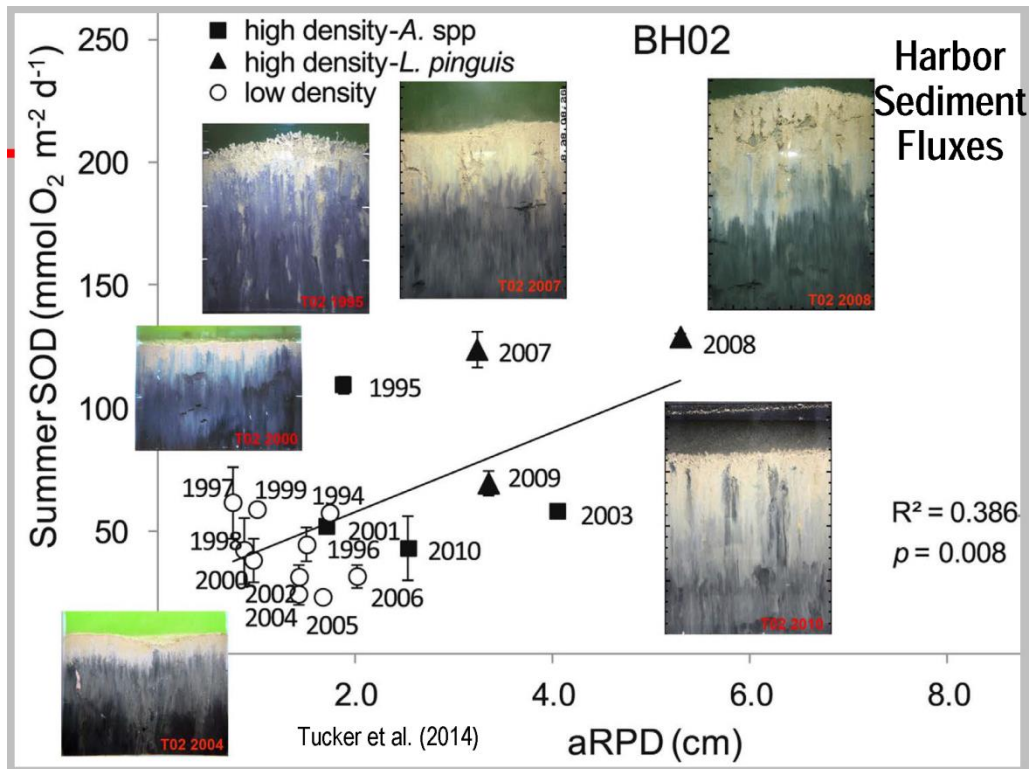 high density-A. spp
high density-L. pinguis
low density
BH02
Harbor
Sediment
Fluxes
Summer SOD (mmol O₂ m⁻² d⁻¹)
250
200
150
100
50
T02 1995
T02 2007
T02 2008
T02 2000
2007
2008
1995
1997
1999
1994
2009
2003
2001
1998
1996
2010
2000
2002
2006
2004
2005
R² = 0.386
p = 0.008
T02 2010
T02 2004
2.0
4.0
6.0
8.0
Tucker et al. (2014)
aRPD (cm)